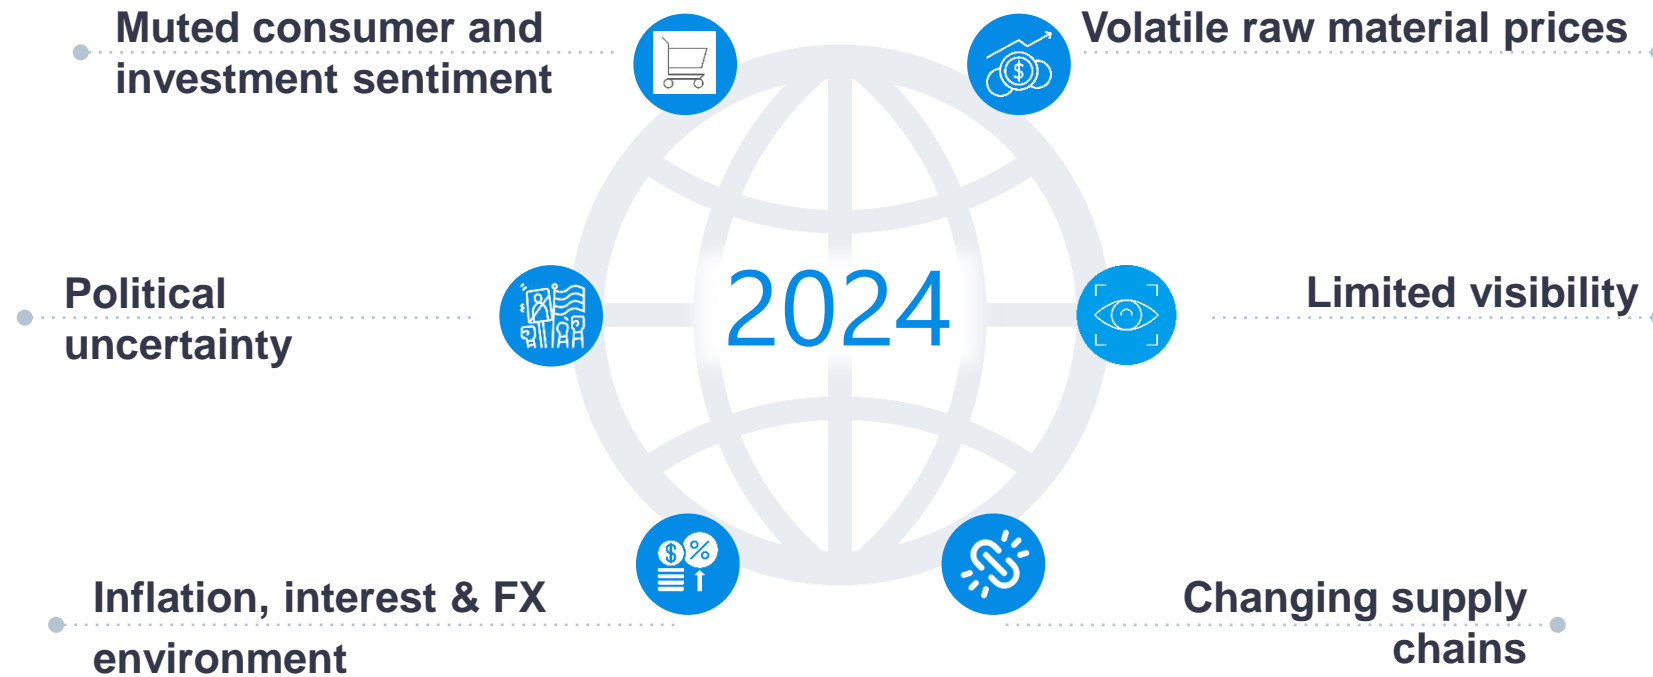 Muted consumer and
investment sentiment
Volatile raw material prices
$
Political
uncertainty
2024
Limited visibility
$ %
Inflation, interest & FX
environment
Changing supply
chains